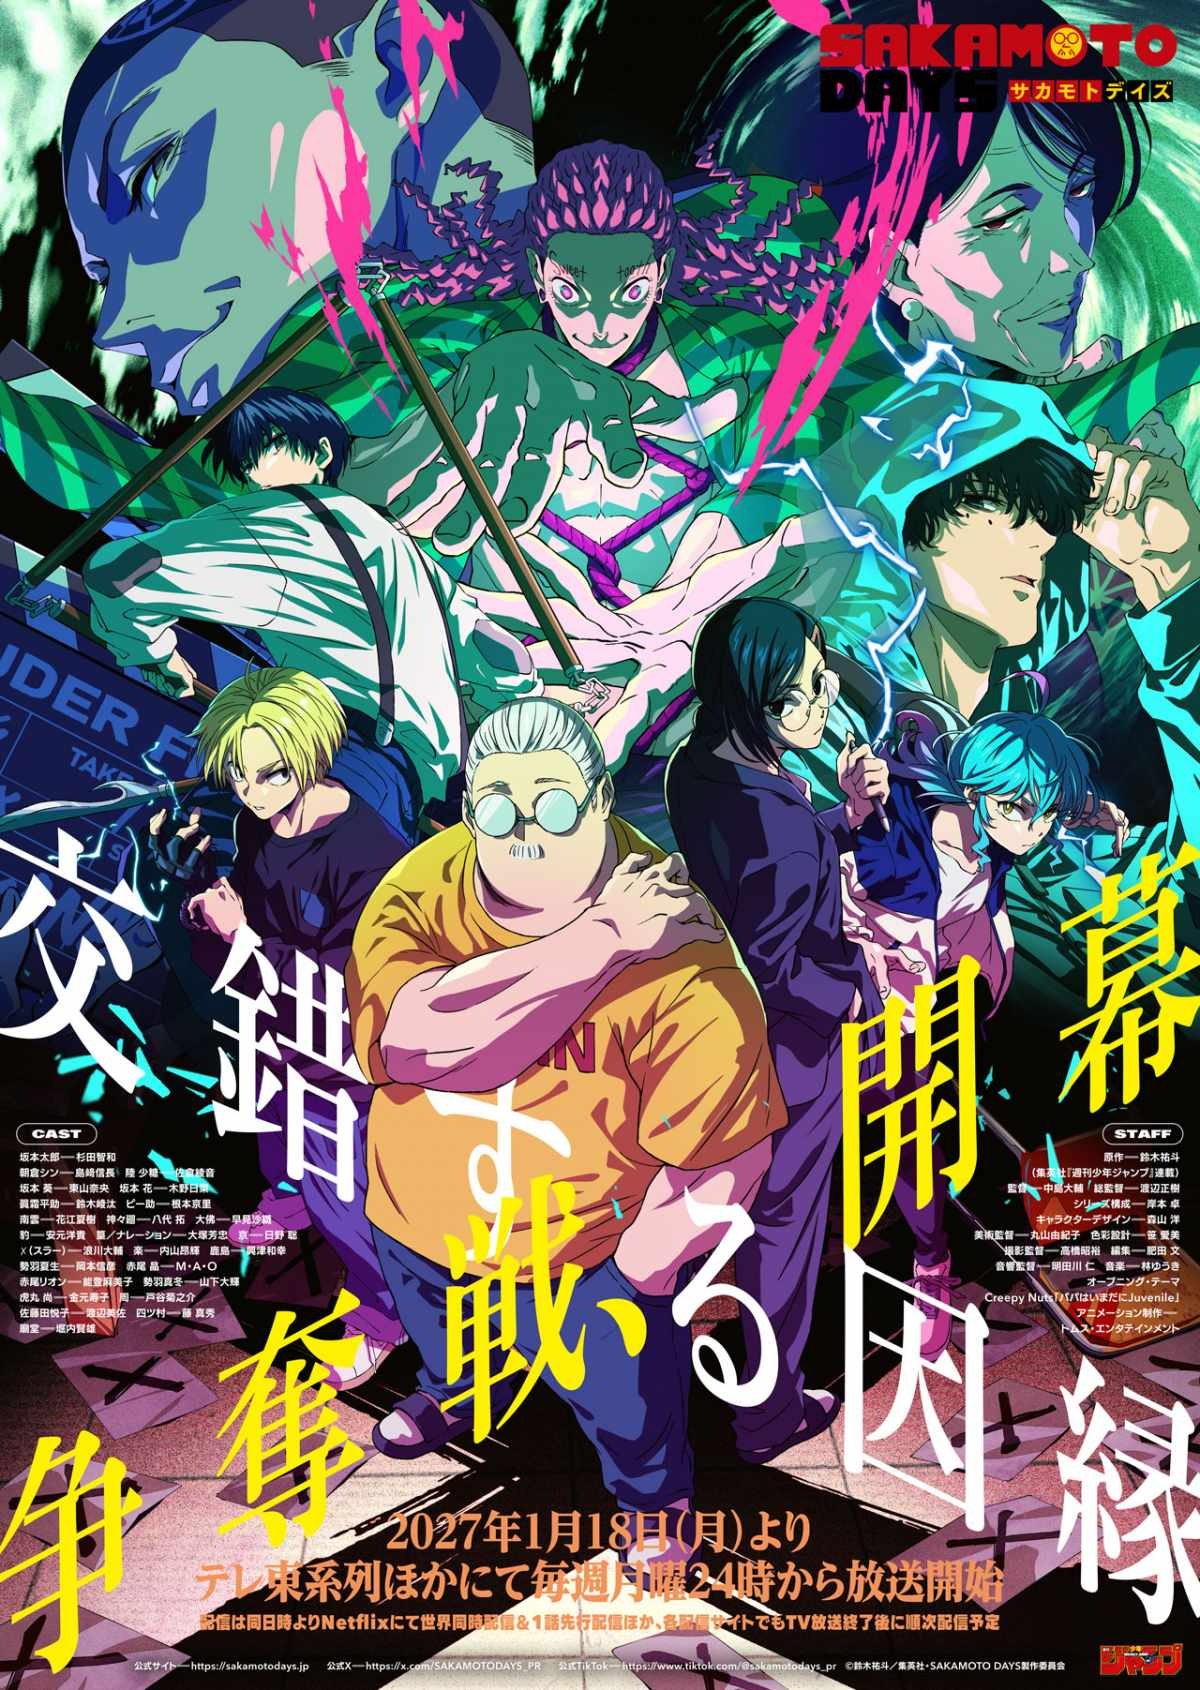 SAKAMOTO
DAYS サカモトデイズ
sweet tooth
TAKE
交錯する因縁
争奪戦、開幕
CAST
坂本太郎―杉田智和
朝倉シン―島﨑信長 陸 少糖―佐倉綾音
坂本 葵―東山奈央 坂本 花―木野日菜
眞霜平助―鈴木崚汰 ピー助―根本京里
南雲―花江夏樹 神々廻―八代 拓 大佛―早見沙織
豹―安元洋貴 篁/ナレーション―大塚芳忠 京―日野 聡
☓(スラー)―浪川大輔 楽―内山昂輝 鹿島―興津和幸
勢羽夏生―岡本信彦 赤尾 晶―M・A・O
赤尾リオン―能登麻美子 勢羽真冬―山下大輝
虎丸 尚―金元寿子 周―戸谷菊之介
佐藤田悦子―渡辺美佐 四ツ村―藤 真秀
廟堂―堀内賢雄
STAFF
原作―鈴木祐斗
(集英社『週刊少年ジャンプ』連載)
監督―中島大輔 総監督―渡辺正樹
シリーズ構成―岸本 卓
キャラクターデザイン―森山 洋
美術監督―丸山由紀子 色彩設計―笹 愛美
撮影監督―高橋昭裕 編集―肥田 文
音響監督―明田川 仁 音楽―林ゆうき
オープニング・テーマ
Creepy Nuts「パパはいまだにJuvenile」
アニメーション制作―
トムス・エンタテインメント
2027年1月18日(月)より
テレ東系列ほかにて毎週月曜24時から放送開始
配信は同日時よりNetflixにて世界同時配信&1話先行配信ほか、各配信サイトでもTV放送終了後に順次配信予定
公式サイト―https://sakamotodays.jp 公式X―https://x.com/SAKAMOTODAYS_PR 公式TikTok―https://www.tiktok.com/@sakamotodays_pr ©鈴木祐斗/集英社・SAKAMOTO DAYS製作委員会
少年ジャンプ